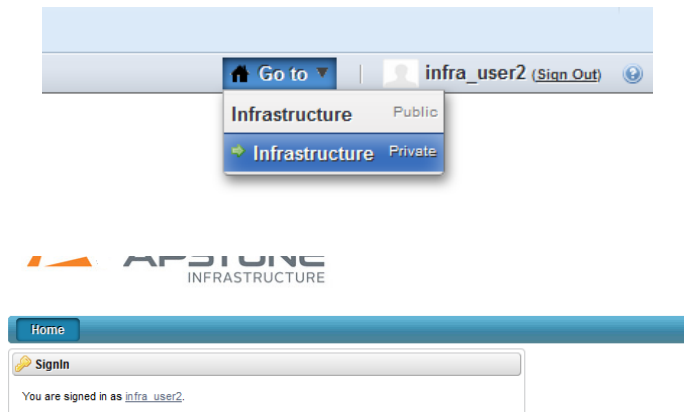 Go to
infra_user2 (Sign Out)
Infrastructure Public
Infrastructure Private
INFRASTRUCTURE
Home
SignIn
You are signed in as infra_user2.